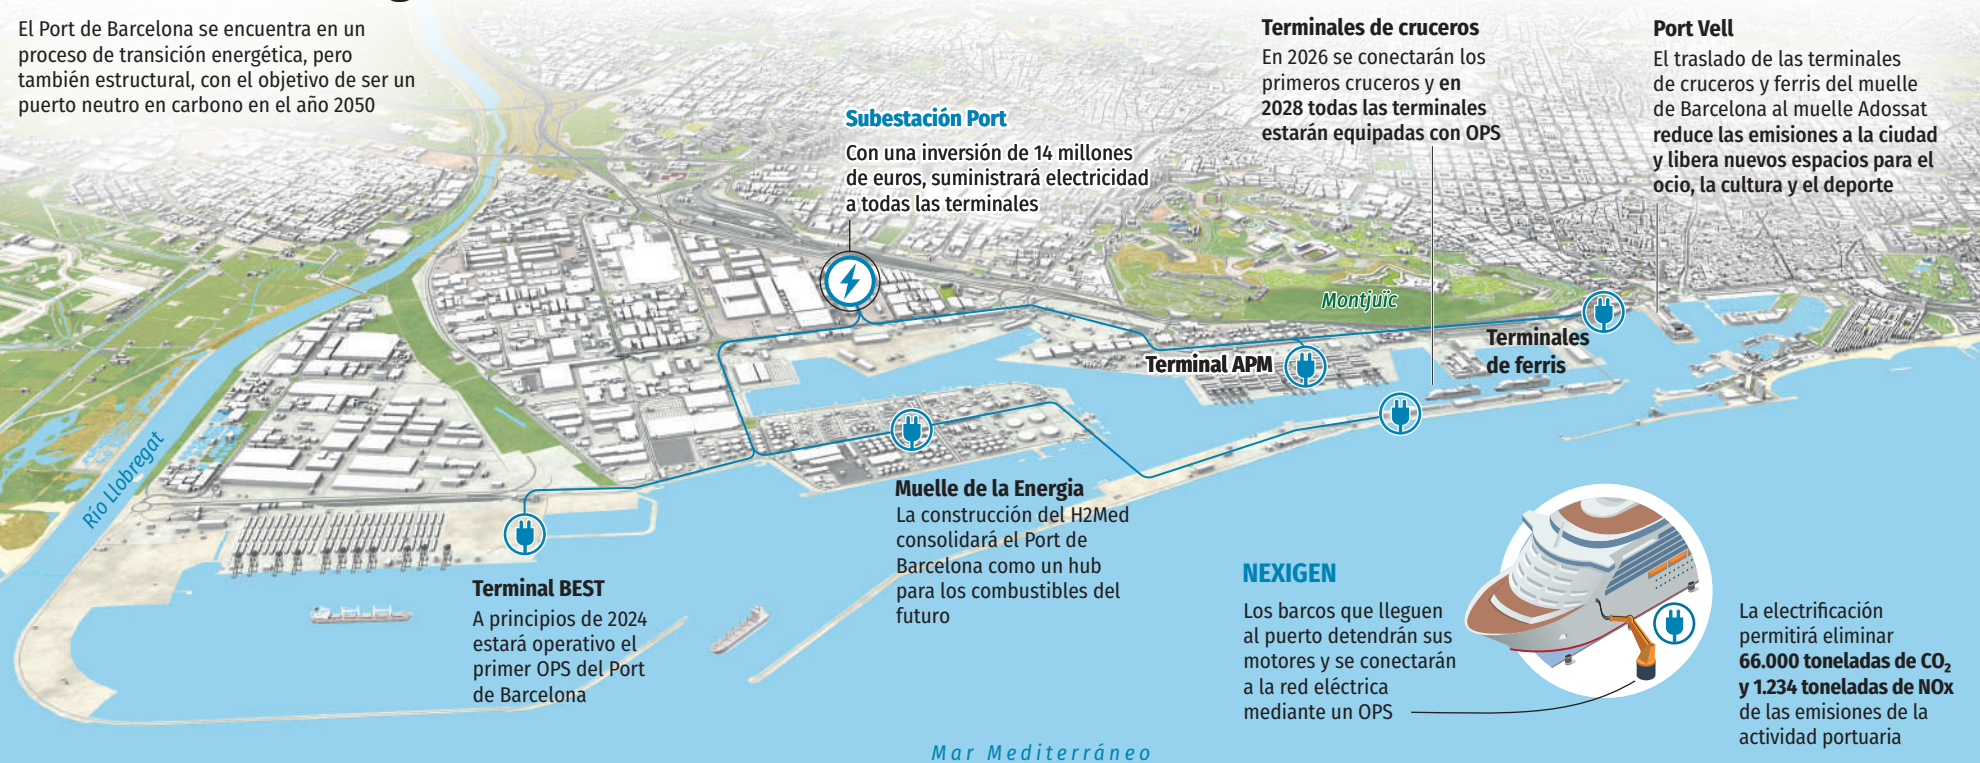 El Port de Barcelona se encuentra en un
proceso de transición energética, pero
también estructural, con el objetivo de ser un
puerto neutro en carbono en el año 2050
Subestación Port
Con una inversión de 14 millones
de euros, suministrará electricidad
a todas las terminales
Terminales de cruceros
En 2026 se conectarán los
primeros cruceros y en
2028 todas las terminales
estarán equipadas con OPS
Port Vell
El traslado de las terminales
de cruceros y ferris del muelle
de Barcelona al muelle Adossat
reduce las emisiones a la ciudad
y libera nuevos espacios para el
ocio, la cultura y el deporte
Montjuïc
Terminales
de ferris
Terminal APM
Río Llobregat
Muelle de la Energia
La construcción del H2Med
consolidará el Port de
Barcelona como un hub
para los combustibles del
futuro
Terminal BEST
A principios de 2024
estará operativo el
primer OPS del Port
de Barcelona
NEXIGEN
Los barcos que lleguen
al puerto detendrán sus
motores y se conectarán
a la red eléctrica
mediante un OPS
La electrificación
permitirá eliminar
66.000 toneladas de CO₂
y 1.234 toneladas de NOx
de las emisiones de la
actividad portuaria
Mar Mediterráneo